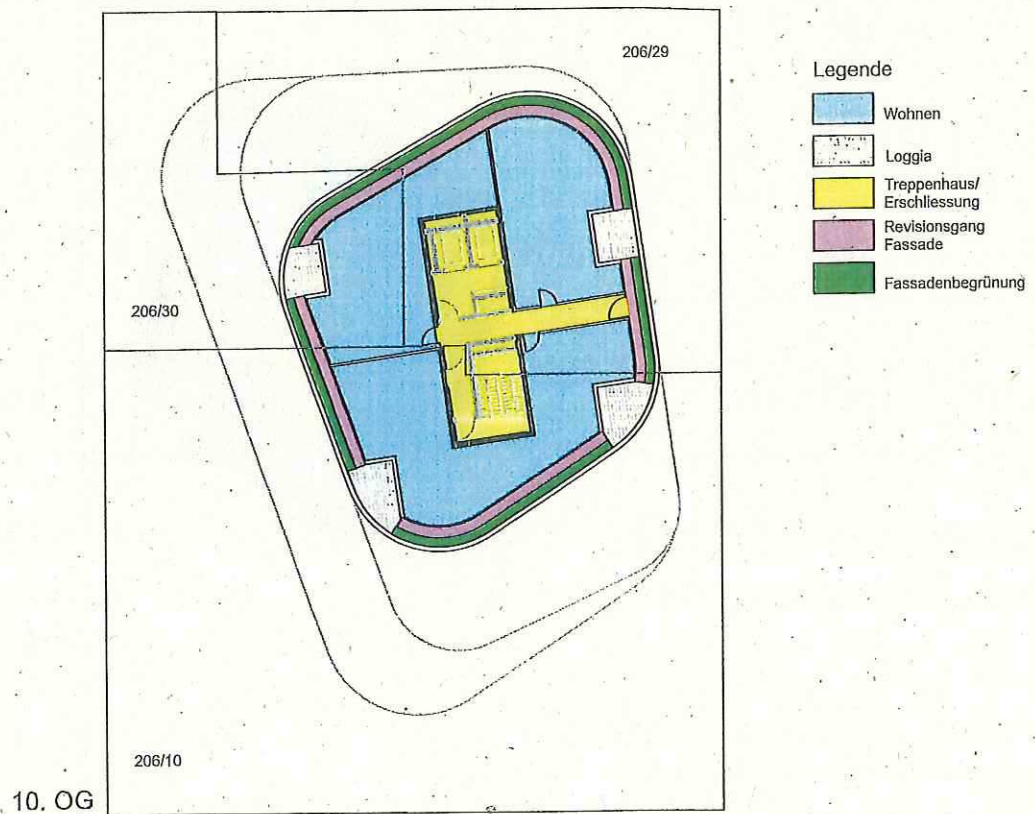 206/29
Legende
Wohnen
Loggia
Treppenhaus/
Erschliessung
Revisionsgang
Fassade
Fassadenbegrünung
206/30
206/10
10. OG